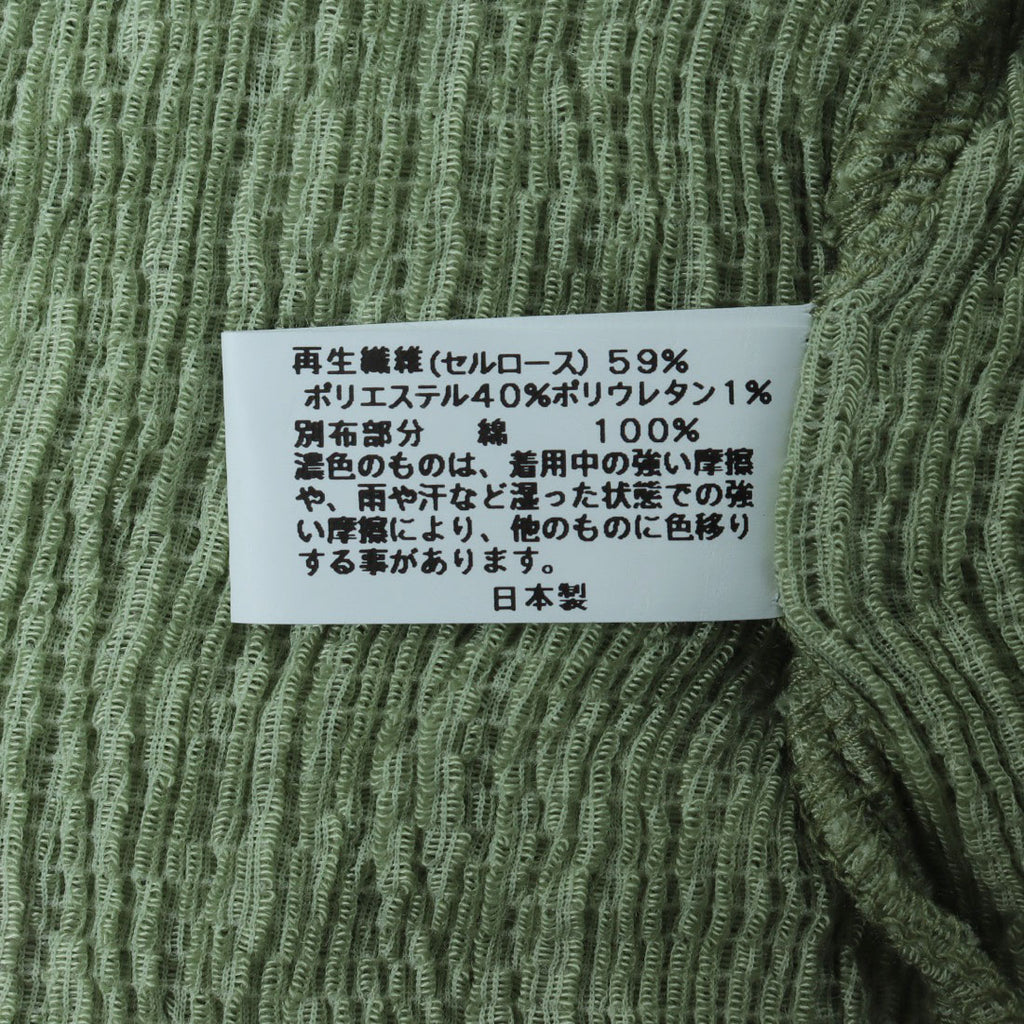 再生繊維(セルロース) 59%
ポリエステル40%ポリウレタン1%
別布部分 綿 100%
濃色のものは、着用中の強い摩擦
や、雨や汗など湿った状態での強
い摩擦により、他のものに色移り
する事があります。
日本製